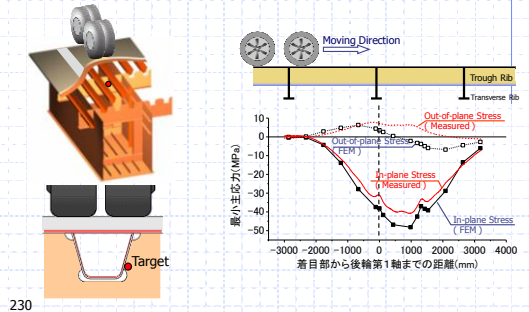 Moving Direction
Trough Rib
Transverse Rib
Out-of-plane Stress
( Measured )
Out-of-plane Stress
( FEM )
In-plane Stress
( Measured )
In-plane Stress
( FEM )
最小主応力(MPa)
10
0
-10
-20
-30
-40
-50
-3000 -2000 -1000 0 1000 2000 3000 4000
着目部から後輪第1軸までの距離(mm)
Target
230